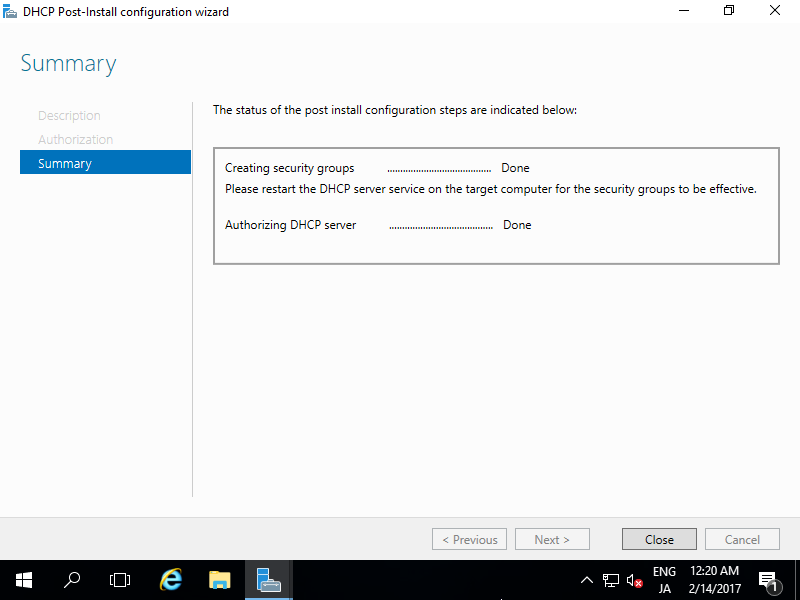 DHCP Post-Install configuration wizard
Summary
Description
Authorization
Summary
The status of the post install configuration steps are indicated below:
Creating security groups ........................................ Done
Please restart the DHCP server service on the target computer for the security groups to be effective.
Authorizing DHCP server ........................................ Done
< Previous
Next >
Close
Cancel
ENG
JA
12:20 AM
2/14/2017
1